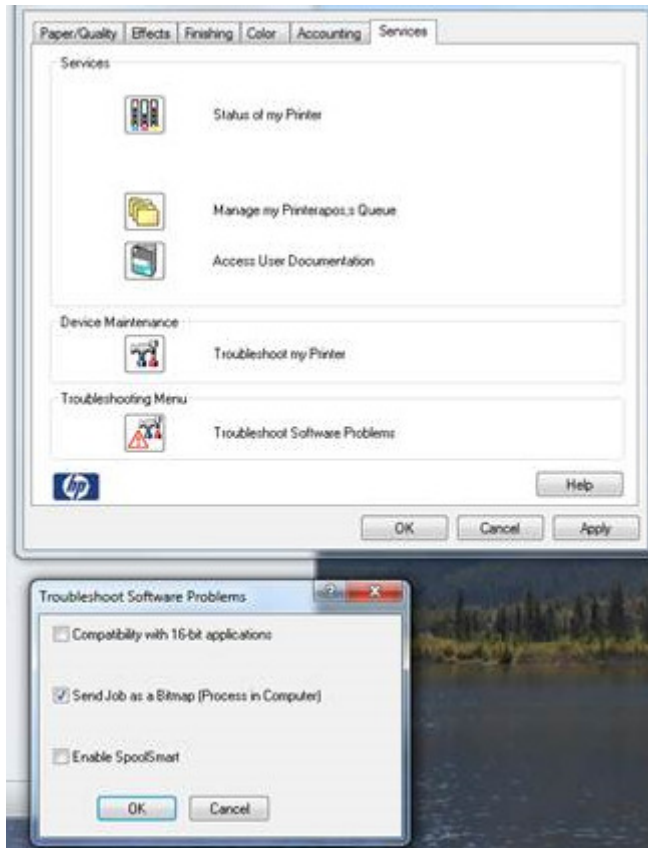 Paper/Quality Effects Finishing Color Accounting Services
Services
Status of my Printer
Manage my Printerapos;s Queue
Access User Documentation
Device Maintenance
Troubleshoot my Printer
Troubleshooting Menu
Troubleshoot Software Problems
hp
Help
OK Cancel Apply
Troubleshoot Software Problems
Compatibility with 16-bit applications
Send Job as a Bitmap (Process in Computer)
Enable SpoolSmart
OK Cancel